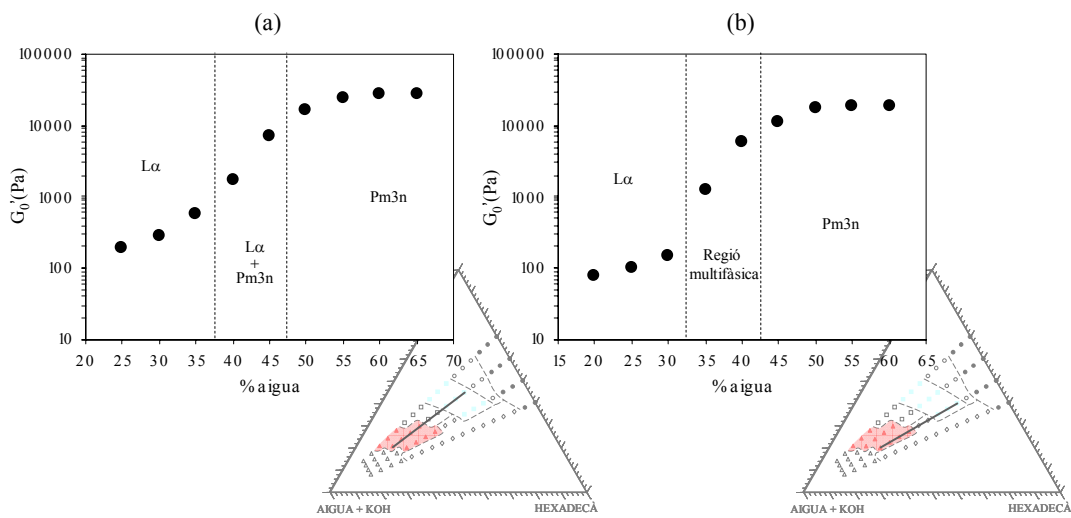 (a)
100000
10000
1000
100
10
G0'(Pa)
Lα
Lα
+
Pm3n
Pm3n
20 25 30 35 40 45 50 55 60 65 70
% aigua
AIGUA + KOH
HEXADECÀ
(b)
100000
10000
1000
100
10
G0'(Pa)
Lα
Regió
multifàsica
Pm3n
15 20 25 30 35 40 45 50 55 60 65
% aigua
AIGUA + KOH
HEXADECÀ